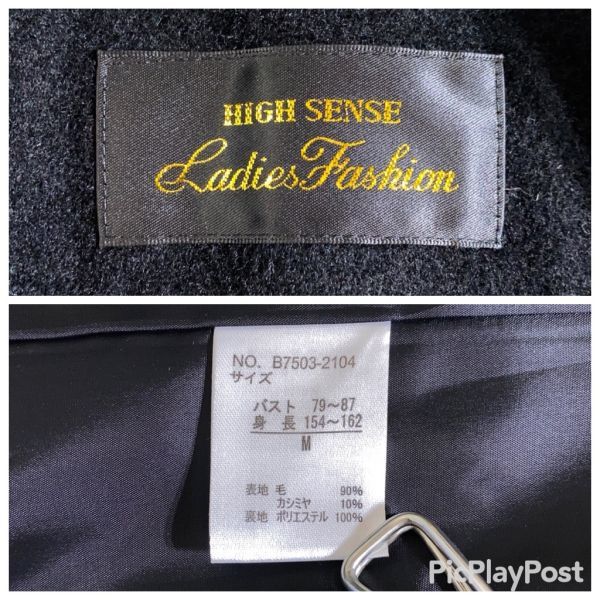 HIGH SENSE
Ladies Fashion
NO. B7503-2104
サイズ
バスト 79〜87
身 長 154〜162
M
表地 毛 90%
カシミヤ 10%
裏地 ポリエステル 100%
PicPlayPost